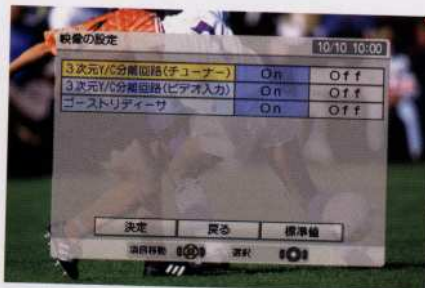 映像の設定
10/10 10:00
3次元Y/C分離回路(チューナー) On Off
3次元Y/C分離回路(ビデオ入力) On Off
ゴーストリデューサ On Off
決定 戻る 標準値
項目移動 選択